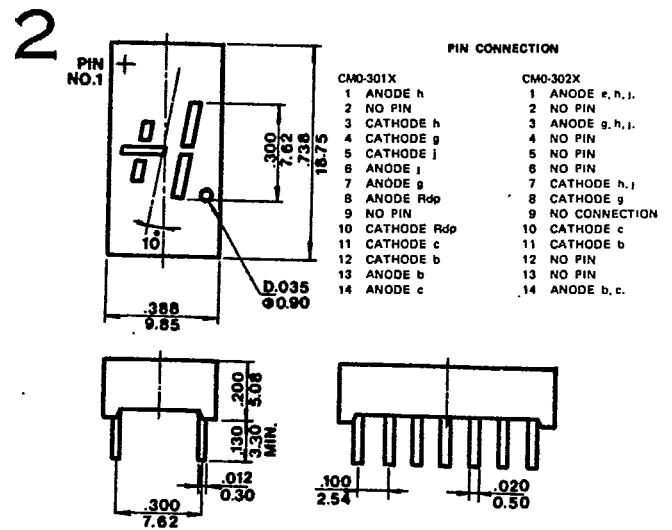 2
PIN
NO.1
10°
.300
7.62
.738
18.75
D.035
Φ0.90
.388
9.85
PIN CONNECTION
CM0-301X
1 ANODE h
2 NO PIN
3 CATHODE h
4 CATHODE g
5 CATHODE j
6 ANODE j
7 ANODE g
8 ANODE Rdp
9 NO PIN
10 CATHODE Rdp
11 CATHODE c
12 CATHODE b
13 ANODE b
14 ANODE c
CM0-302X
1 ANODE e, h, j.
2 NO PIN
3 ANODE g, h, j.
4 NO PIN
5 NO PIN
6 NO PIN
7 CATHODE h, j
8 CATHODE g
9 NO CONNECTION
10 CATHODE c
11 CATHODE b
12 NO PIN
13 NO PIN
14 ANODE b, c.
.200
5.08
.130
3.30
MIN.
.012
0.30
.300
7.62
.100
2.54
.020
0.50